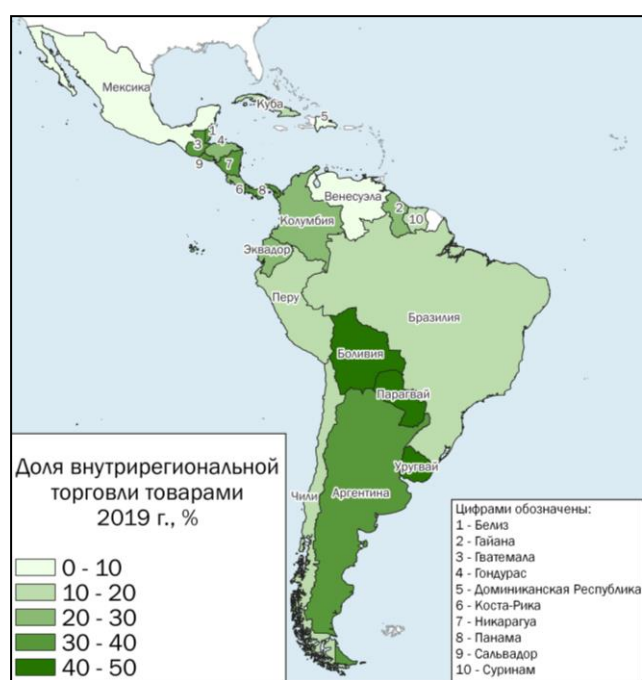 Мексика
Куба
5
1
4
3
7
9
6
8
Венесуэла
2
10
Колумбия
Эквадор
Перу
Бразилия
Боливия
Парагвай
Уругвай
Чили
Аргентина
Доля внутрирегиональной
торговли товарами
2019 г., %
0 - 10
10 - 20
20 - 30
30 - 40
40 - 50
Цифрами обозначены:
1 - Белиз
2 - Гайана
3 - Гватемала
4 - Гондурас
5 - Доминиканская Республика
6 - Коста-Рика
7 - Никарагуа
8 - Панама
9 - Сальвадор
10 - Суринам